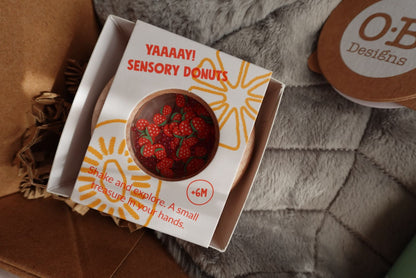 YAAAAY!
SENSORY DONUTS
Shake and explore. A small
treasure in your hands.
+6M
O:B
Designs